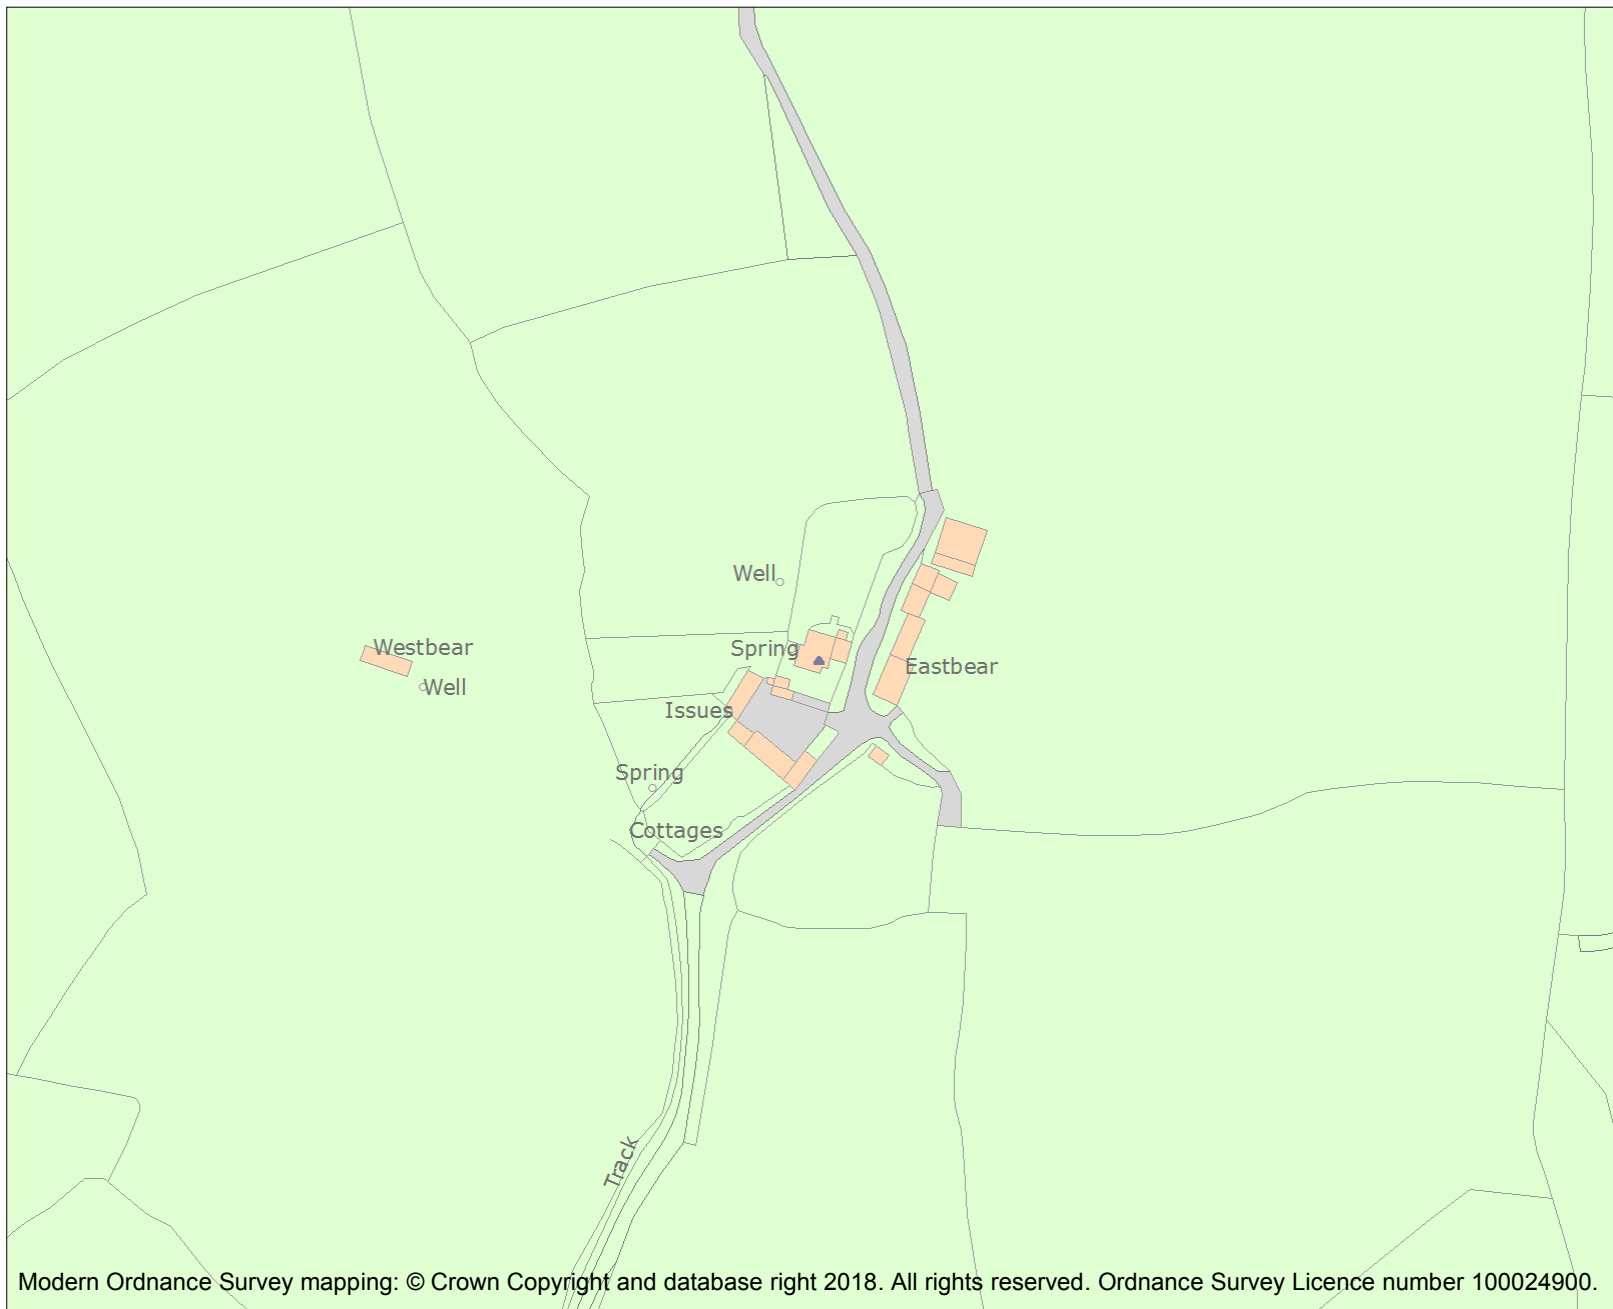 Well
Westbear
Spring
Eastbear
Well
Issues
Spring
Cottages
Track
Modern Ordnance Survey mapping: © Crown Copyright and database right 2018. All rights reserved. Ordnance Survey Licence number 100024900.